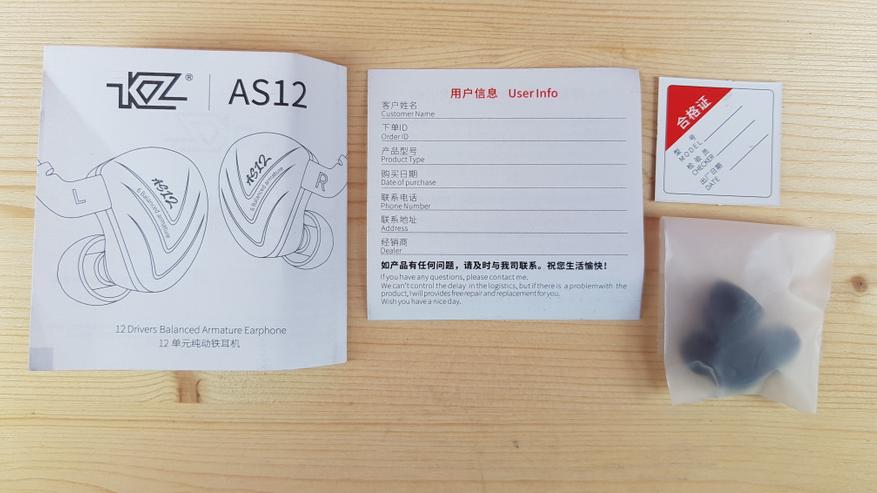 KZ® | AS12
AS12
6 Balanced armature
AS12
6 Balanced armature
L
R
12 Drivers Balanced Armature Earphone
12 单元纯动铁耳机
用户信息 User Info
客户姓名
Customer Name
下单ID
Order ID
产品型号
Product Type
购买日期
Date of purchase
联系电话
Phone Number
联系地址
Address
经销商
Dealer
如产品有任何问题，请及时与我司联系。祝您生活愉快！
If you have any questions, please contact me.
We can't control the delay in the logistics, but if there is a problem with the
product, I will provides free repair and replacement for you.
Wish you have a nice day.
合格证
型 号
MODEL
检 验 员
CHECKER
出厂日期
DATE